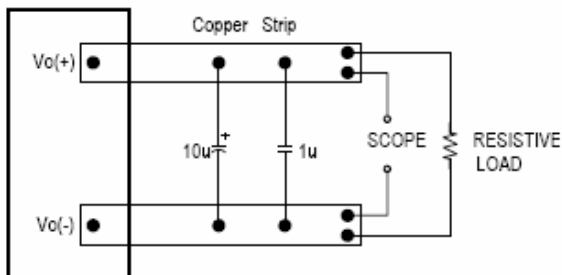 Copper Strip
Vo(+)
10u
+
1u
SCOPE
RESISTIVE
LOAD
Vo(-)